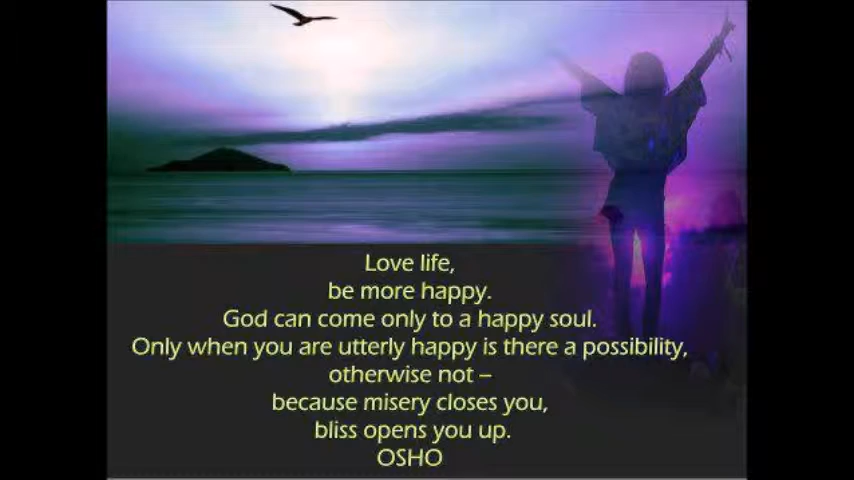 Love life,
be more happy.
God can come only to a happy soul.
Only when you are utterly happy is there a possibility,
otherwise not –
because misery closes you,
bliss opens you up.
OSHO